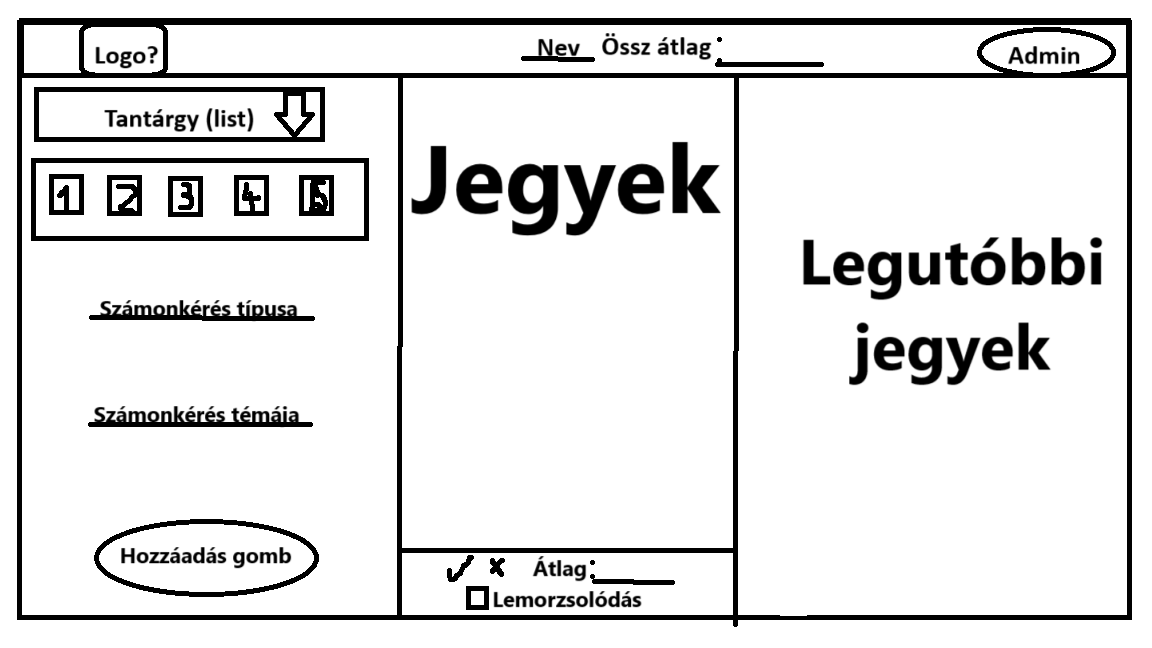 Logo?
Nev Össz átlag:
Admin
Tantárgy (list)
1 2 3 4 5
Számonkérés típusa
Számonkérés témája
Hozzáadás gomb
Jegyek
✓ x Átlag:
Lemorzsolódás
Legutóbbi
jegyek